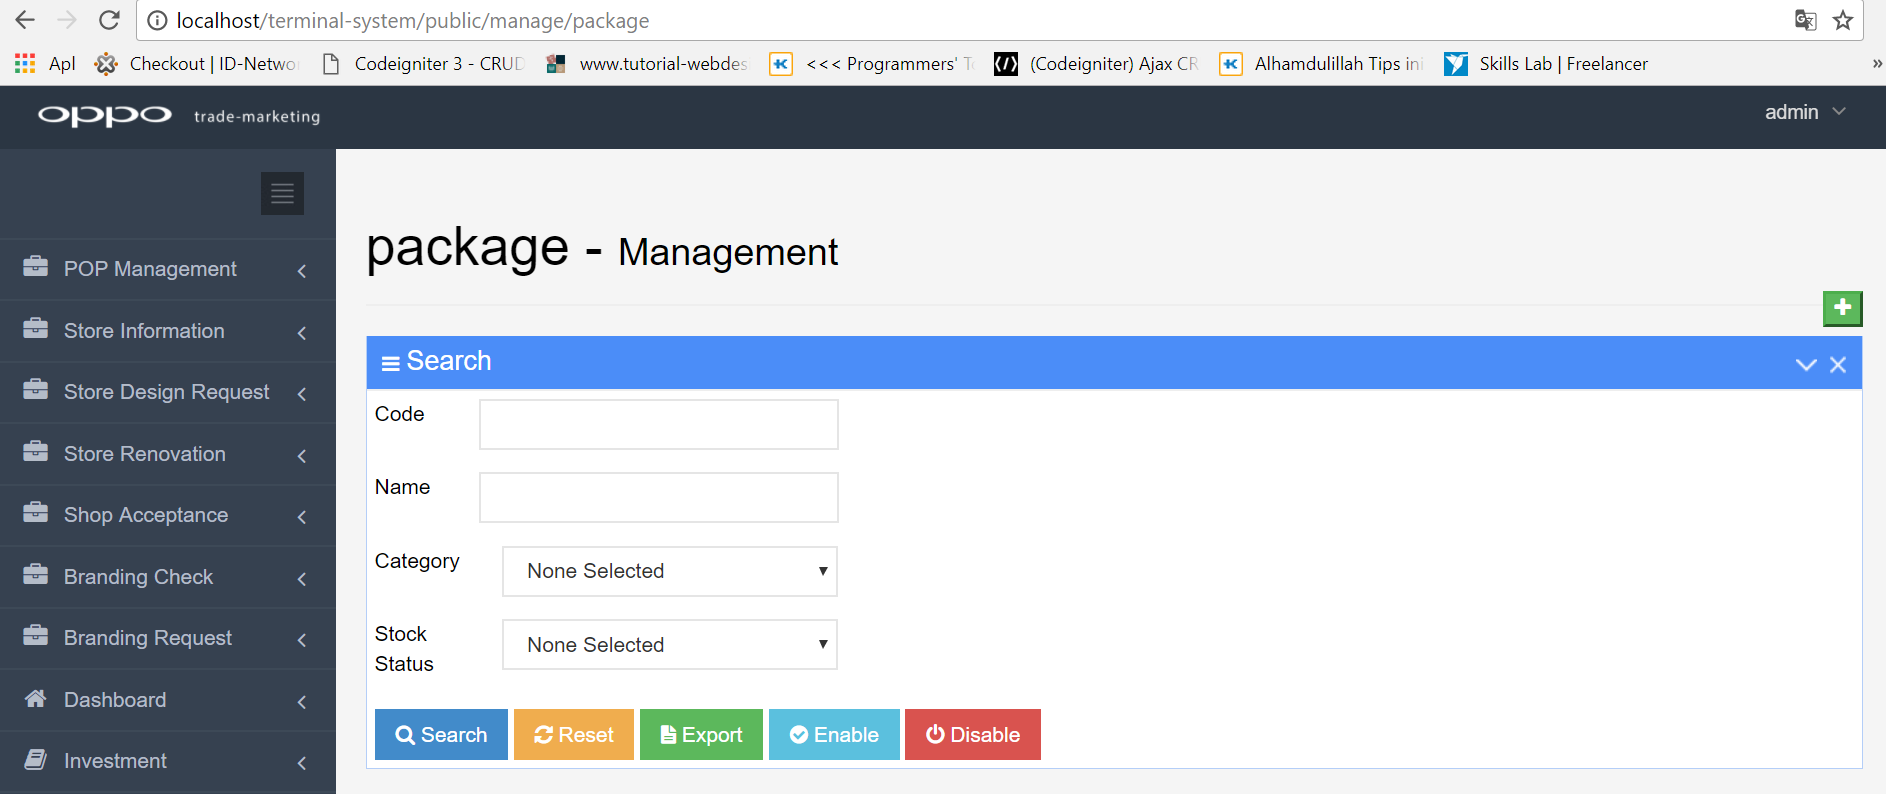 localhost/terminal-system/public/manage/package
Apl Checkout | ID-Netwo Codeigniter 3 - CRUD www.tutorial-webdes <<< Programmers' T (Codeigniter) Ajax CR Alhamdulillah Tips ini Skills Lab | Freelancer »
oppo trade-marketing admin
POP Management
Store Information
Store Design Request
Store Renovation
Shop Acceptance
Branding Check
Branding Request
Dashboard
Investment
package - Management
Search
Code
Name
Category None Selected
Stock Status None Selected
Search Reset Export Enable Disable